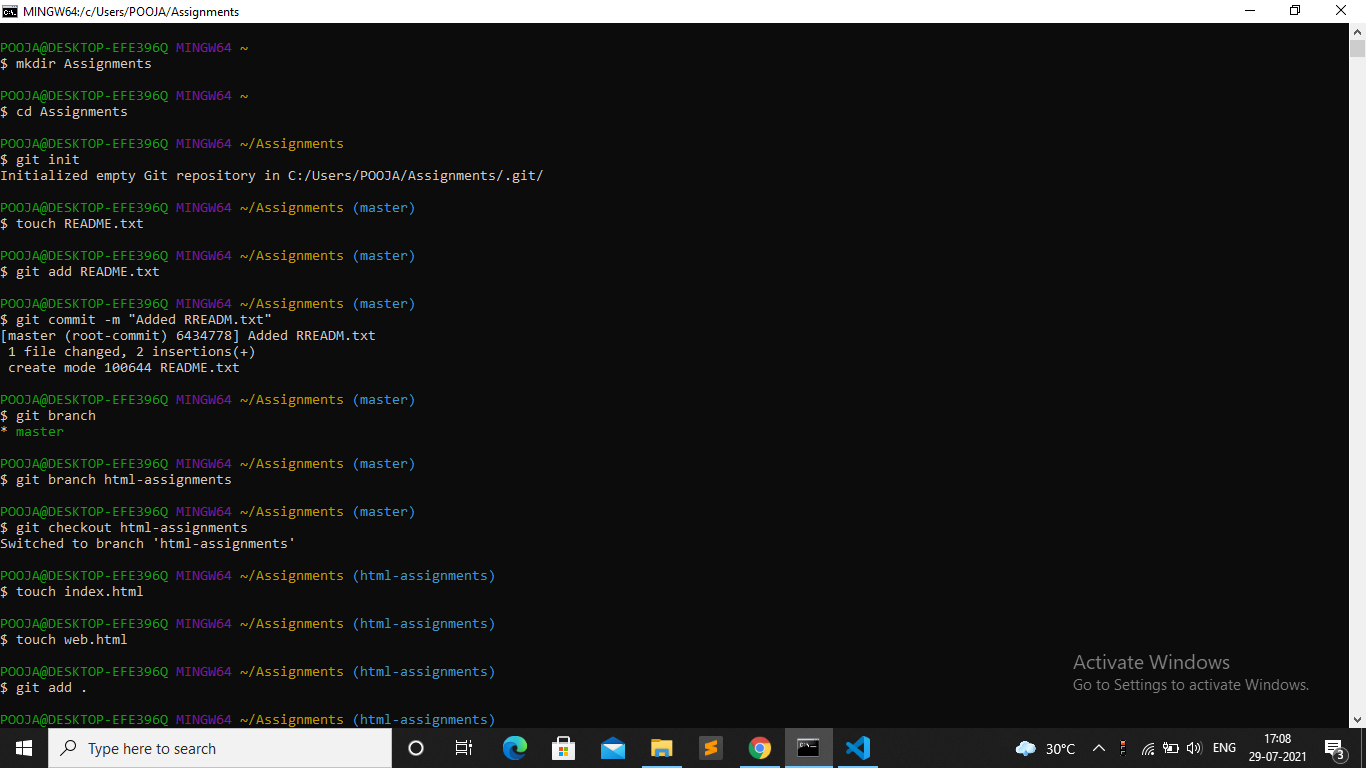 MINGW64:/c/Users/POOJA/Assignments
POOJA@DESKTOP-EFE396Q MINGW64 ~
$ mkdir Assignments
POOJA@DESKTOP-EFE396Q MINGW64 ~
$ cd Assignments
POOJA@DESKTOP-EFE396Q MINGW64 ~/Assignments
$ git init
Initialized empty Git repository in C:/Users/POOJA/Assignments/.git/
POOJA@DESKTOP-EFE396Q MINGW64 ~/Assignments (master)
$ touch README.txt
POOJA@DESKTOP-EFE396Q MINGW64 ~/Assignments (master)
$ git add README.txt
POOJA@DESKTOP-EFE396Q MINGW64 ~/Assignments (master)
$ git commit -m "Added RREADM.txt"
[master (root-commit) 6434778] Added RREADM.txt
 1 file changed, 2 insertions(+)
 create mode 100644 README.txt
POOJA@DESKTOP-EFE396Q MINGW64 ~/Assignments (master)
$ git branch
* master
POOJA@DESKTOP-EFE396Q MINGW64 ~/Assignments (master)
$ git branch html-assignments
POOJA@DESKTOP-EFE396Q MINGW64 ~/Assignments (master)
$ git checkout html-assignments
Switched to branch 'html-assignments'
POOJA@DESKTOP-EFE396Q MINGW64 ~/Assignments (html-assignments)
$ touch index.html
POOJA@DESKTOP-EFE396Q MINGW64 ~/Assignments (html-assignments)
$ touch web.html
POOJA@DESKTOP-EFE396Q MINGW64 ~/Assignments (html-assignments)
$ git add .
POOJA@DESKTOP-EFE396Q MINGW64 ~/Assignments (html-assignments)
Activate Windows
Go to Settings to activate Windows.
Type here to search
30°C
ENG
17:08
29-07-2021
3